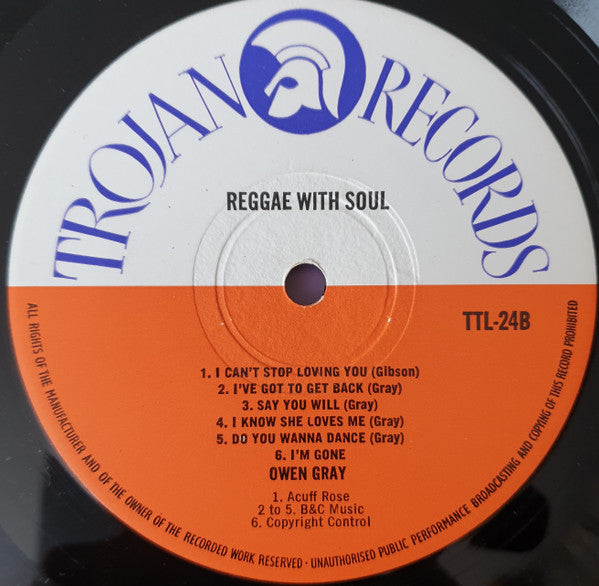 TROJAN RECORDS
REGGAE WITH SOUL
TTL-24B
1. I CAN'T STOP LOVING YOU (Gibson)
2. I'VE GOT TO GET BACK (Gray)
3. SAY YOU WILL (Gray)
4. I KNOW SHE LOVES ME (Gray)
5. DO YOU WANNA DANCE (Gray)
6. I'M GONE
OWEN GRAY
1. Acuff Rose
2 to 5. B&C Music
6. Copyright Control
ALL RIGHTS OF THE MANUFACTURER AND OF THE OWNER OF THE RECORDED WORK RESERVED · UNAUTHORISED PUBLIC PERFORMANCE BROADCASTING AND COPYING OF THIS RECORD PROHIBITED